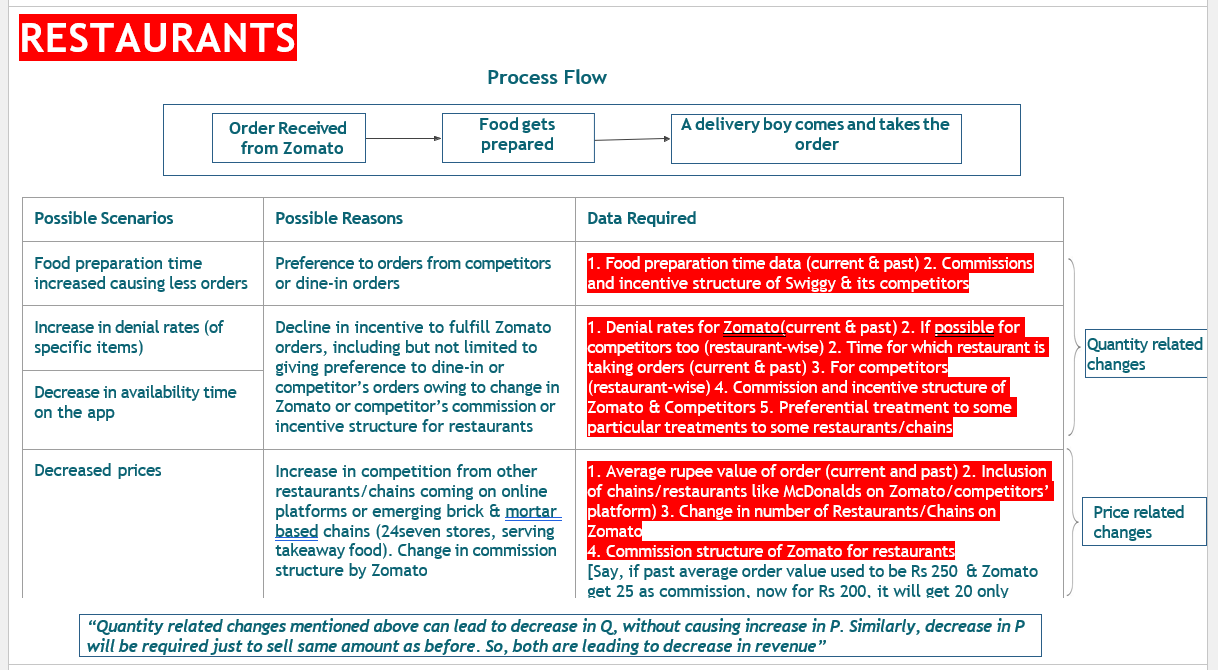 RESTAURANTS
Process Flow
Order Received
from Zomato
Food gets
prepared
A delivery boy comes and takes the
order
Possible Scenarios
Possible Reasons
Data Required
Food preparation time
increased causing less orders
Preference to orders from competitors
or dine-in orders
1. Food preparation time data (current & past) 2. Commissions
and incentive structure of Swiggy & its competitors
Increase in denial rates (of
specific items)
Decrease in availability time
on the app
Decline in incentive to fulfill Zomato
orders, including but not limited to
giving preference to dine-in or
competitor's orders owing to change in
Zomato or competitor's commission or
incentive structure for restaurants
1. Denial rates for Zomato(current & past) 2. If possible for
competitors too (restaurant-wise) 2. Time for which restaurant is
taking orders (current & past) 3. For competitors
(restaurant-wise) 4. Commission and incentive structure of
Zomato & Competitors 5. Preferential treatment to some
particular treatments to some restaurants/chains
Quantity related
changes
Decreased prices
Increase in competition from other
restaurants/chains coming on online
platforms or emerging brick & mortar
based chains (24seven stores, serving
takeaway food). Change in commission
structure by Zomato
1. Average rupee value of order (current and past) 2. Inclusion
of chains/restaurants like McDonalds on Zomato/competitors'
platform) 3. Change in number of Restaurants/Chains on
Zomato
4. Commission structure of Zomato for restaurants
[Say, if past average order value used to be Rs 250 & Zomato
get 25 as commission, now for Rs 200, it will get 20 only
Price related
changes
“Quantity related changes mentioned above can lead to decrease in Q, without causing increase in P. Similarly, decrease in P
will be required just to sell same amount as before. So, both are leading to decrease in revenue”